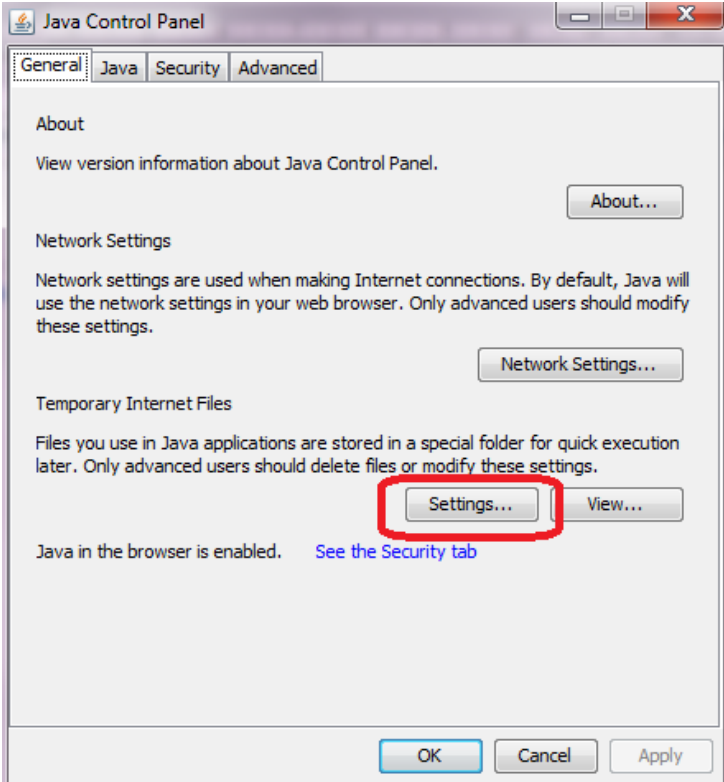 Java Control Panel
General Java Security Advanced
About
View version information about Java Control Panel.
About...
Network Settings
Network settings are used when making Internet connections. By default, Java will
use the network settings in your web browser. Only advanced users should modify
these settings.
Network Settings...
Temporary Internet Files
Files you use in Java applications are stored in a special folder for quick execution
later. Only advanced users should delete files or modify these settings.
Settings... View...
Java in the browser is enabled. See the Security tab
OK Cancel Apply